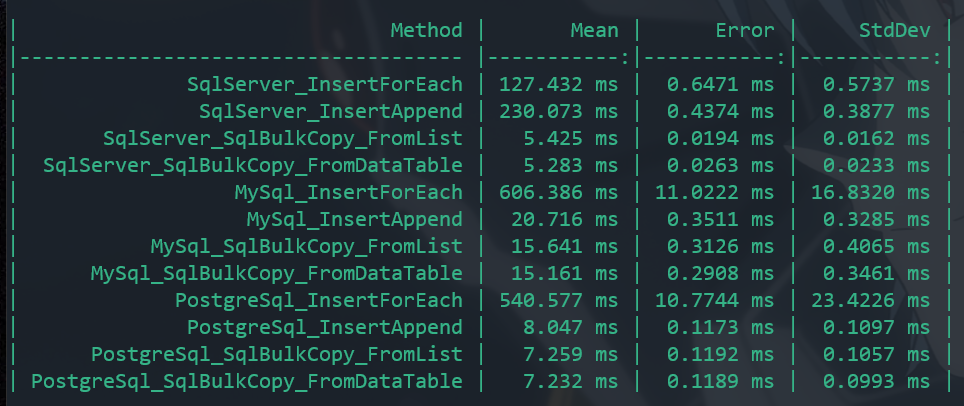 | Method | Mean | Error | StdDev |
|------------------------------------- |-----------:|-----------:|-----------:|
| SqlServer_InsertForEach | 127.432 ms | 0.6471 ms | 0.5737 ms |
| SqlServer_InsertAppend | 230.073 ms | 0.4374 ms | 0.3877 ms |
| SqlServer_SqlBulkCopy_FromList | 5.425 ms | 0.0194 ms | 0.0162 ms |
| SqlServer_SqlBulkCopy_FromDataTable | 5.283 ms | 0.0263 ms | 0.0233 ms |
| MySql_InsertForEach | 606.386 ms | 11.0222 ms | 16.8320 ms |
| MySql_InsertAppend | 20.716 ms | 0.3511 ms | 0.3285 ms |
| MySql_SqlBulkCopy_FromList | 15.641 ms | 0.3126 ms | 0.4065 ms |
| MySql_SqlBulkCopy_FromDataTable | 15.161 ms | 0.2908 ms | 0.3461 ms |
| PostgreSql_InsertForEach | 540.577 ms | 10.7744 ms | 23.4226 ms |
| PostgreSql_InsertAppend | 8.047 ms | 0.1173 ms | 0.1097 ms |
| PostgreSql_SqlBulkCopy_FromList | 7.259 ms | 0.1192 ms | 0.1057 ms |
| PostgreSql_SqlBulkCopy_FromDataTable | 7.232 ms | 0.1189 ms | 0.0993 ms |